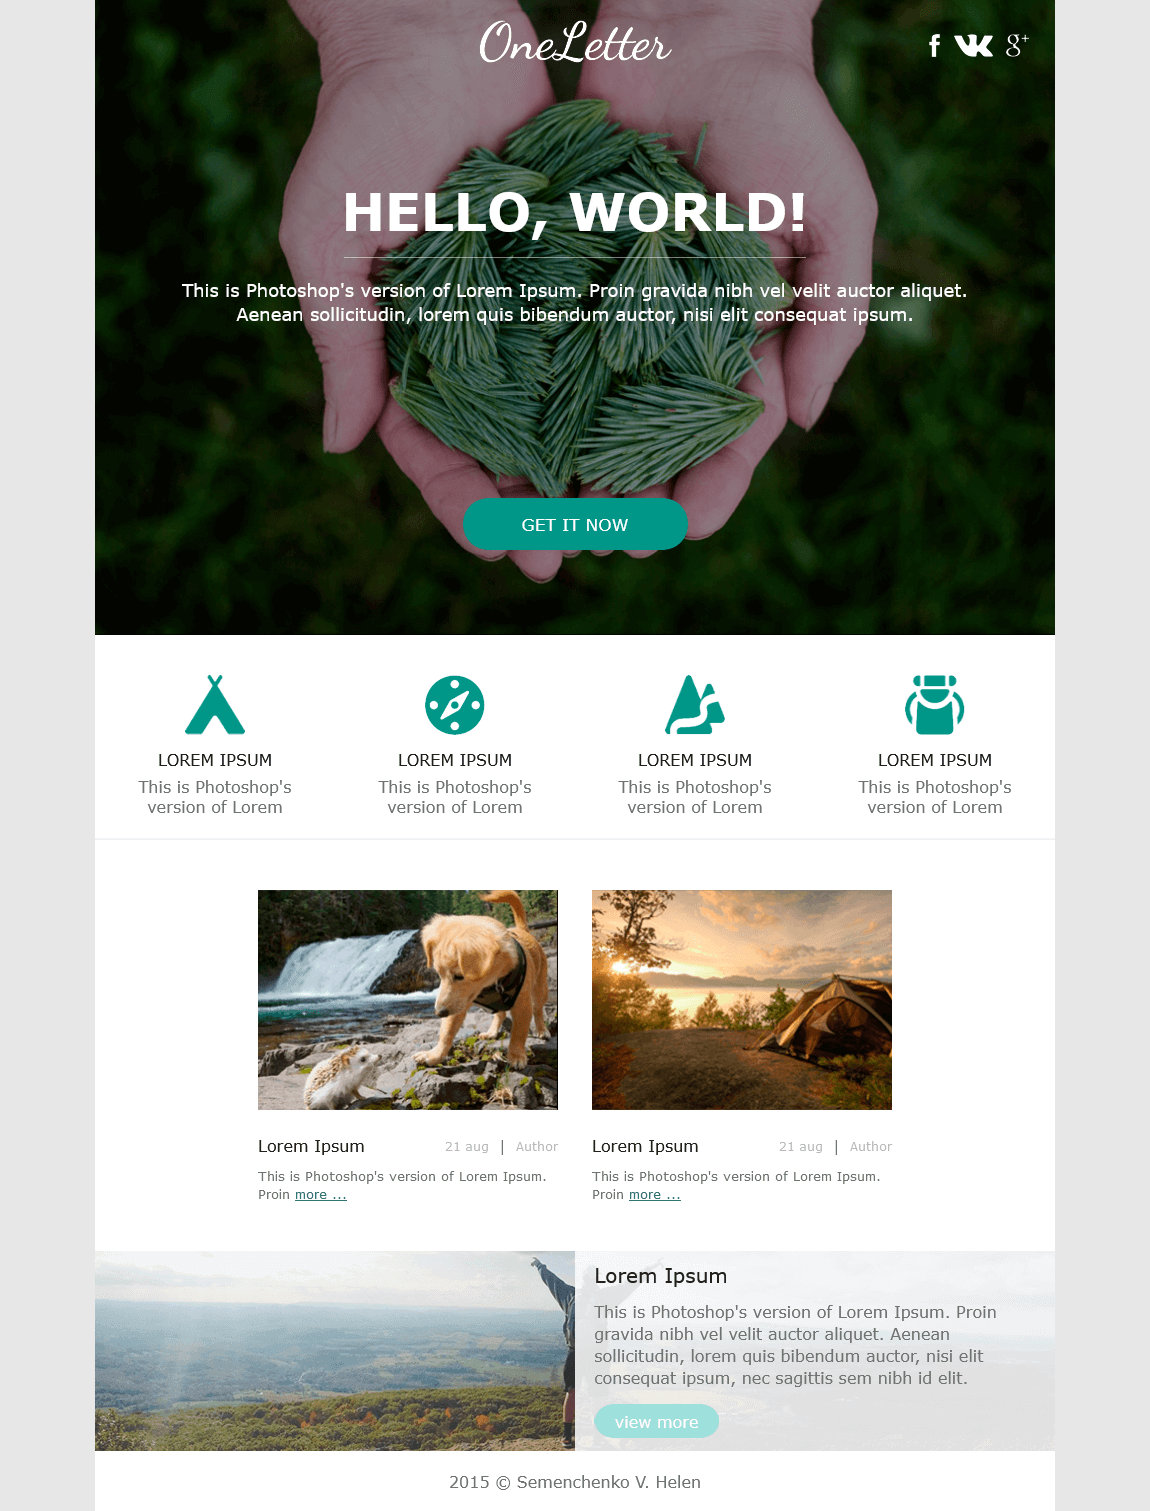 OneLetter
f
g+
HELLO, WORLD!
This is Photoshop's version of Lorem Ipsum. Proin gravida nibh vel velit auctor aliquet.
Aenean sollicitudin, lorem quis bibendum auctor, nisi elit consequat ipsum.
GET IT NOW
LOREM IPSUM
This is Photoshop's
version of Lorem
LOREM IPSUM
This is Photoshop's
version of Lorem
LOREM IPSUM
This is Photoshop's
version of Lorem
LOREM IPSUM
This is Photoshop's
version of Lorem
Lorem Ipsum 21 aug | Author
This is Photoshop's version of Lorem Ipsum.
Proin more ...
Lorem Ipsum 21 aug | Author
This is Photoshop's version of Lorem Ipsum.
Proin more ...
Lorem Ipsum
This is Photoshop's version of Lorem Ipsum. Proin
gravida nibh vel velit auctor aliquet. Aenean
sollicitudin, lorem quis bibendum auctor, nisi elit
consequat ipsum, nec sagittis sem nibh id elit.
view more
2015 © Semenchenko V. Helen